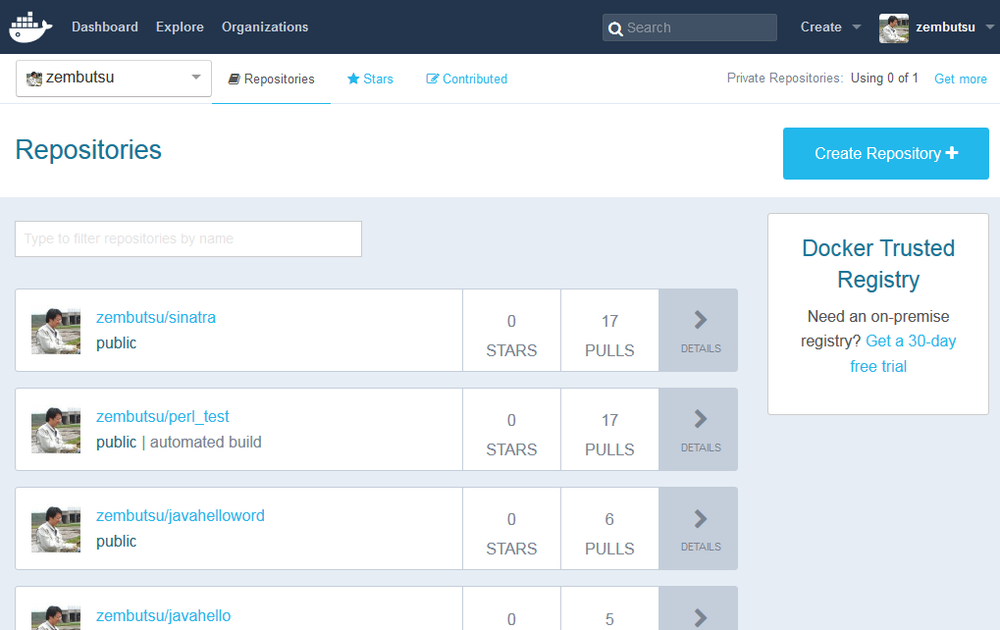 Dashboard Explore Organizations Search Create zembutsu
zembutsu Repositories Stars Contributed Private Repositories: Using 0 of 1 Get more
Repositories
Create Repository
Type to filter repositories by name
Docker Trusted
Registry
Need an on-premise
registry? Get a 30-day
free trial
zembutsu/sinatra
public
0
STARS
17
PULLS
DETAILS
zembutsu/perl_test
public | automated build
0
STARS
17
PULLS
DETAILS
zembutsu/javahelloword
public
0
STARS
6
PULLS
DETAILS
zembutsu/javahello
0
5